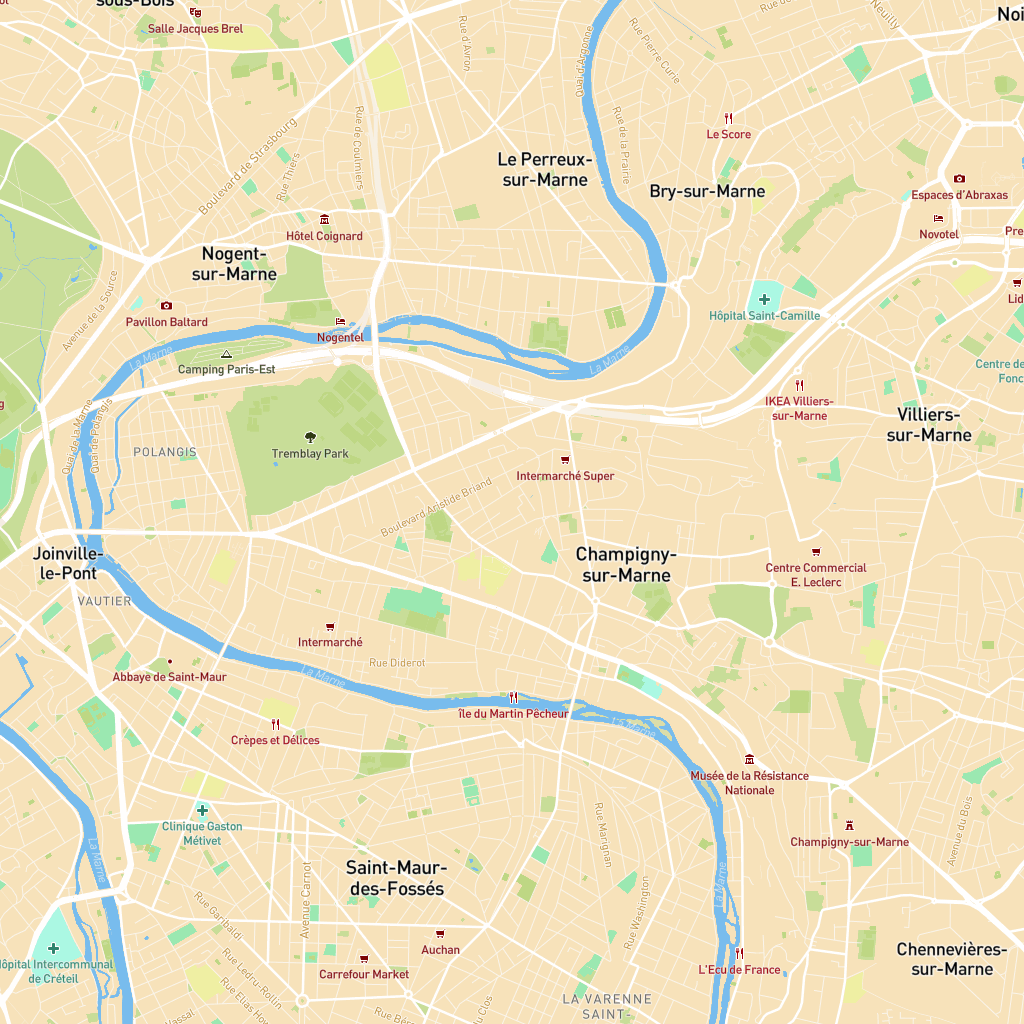 sous-Bois
Salle Jacques Brel
Rue d'Avron
Quai d'Argonne
Rue Pierre Curie
Neuilly
Noi
Boulevard de Strasbourg
Rue Thiers
Rue de Coulmiers
Rue de la Prairie
Le Score
Le Perreux-
sur-Marne
Bry-sur-Marne
Espaces d'Abraxas
Novotel
Pre
Hôtel Coignard
Nogent-
sur-Marne
Avenue de la Source
Pavillon Baltard
Nogentel
Hôpital Saint-Camille
Lid
La Marne
Camping Paris-Est
La Marne
Centre de
Fonc
IKEA Villiers-
sur-Marne
Villiers-
sur-Marne
Quai de la Marne
Quai de Polangis
POLANGIS
Tremblay Park
Intermarché Super
Boulevard Aristide Briand
Joinville-
le-Pont
Champigny-
sur-Marne
Centre Commercial
E. Leclerc
VAUTIER
Intermarché
Rue Diderot
Abbaye de Saint-Maur
La Marne
île du Martin Pêcheur
La Marne
Crèpes et Délices
Musée de la Résistance
Nationale
Clinique Gaston
Métivet
Rue Marignan
Champigny-sur-Marne
Avenue du Bois
La Marne
Saint-Maur-
des-Fossés
La Marne
Avenue Carnot
Rue Garibaldi
Rue Washington
Auchan
Hôpital Intercommunal
de Créteil
Carrefour Market
L'Ecu de France
Chennevières-
sur-Marne
Rue Ledru-Rollin
LA VARENNE
SAINT-